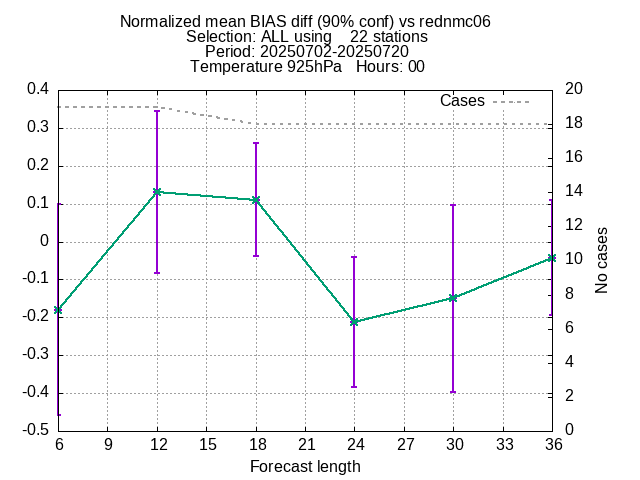 Normalized mean BIAS diff (90% conf) vs rednmc06
Selection: ALL using    22 stations
Period: 20250702-20250720
Temperature 925hPa   Hours: 00
Cases
0.4
0.3
0.2
0.1
0
-0.1
-0.2
-0.3
-0.4
-0.5
20
18
16
14
12
10
8
6
4
2
0
No cases
6 9 12 15 18 21 24 27 30 33 36
Forecast length